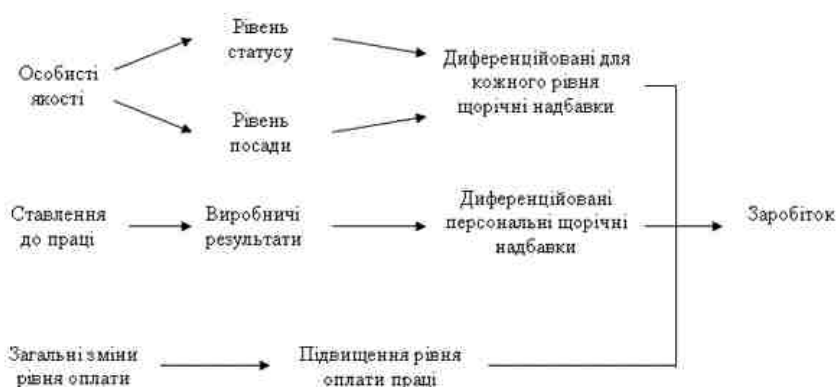 Рівень
статусу
Особисті
якості
Рівень
посади
Диференційовані для
кожного рівня
щорічні надбавки
Ставлення
до праці
Виробничі
результати
Диференційовані
персональні щорічні
надбавки
Заробіток
Загальні зміни
рівня оплати
Підвищення рівня
оплати праці